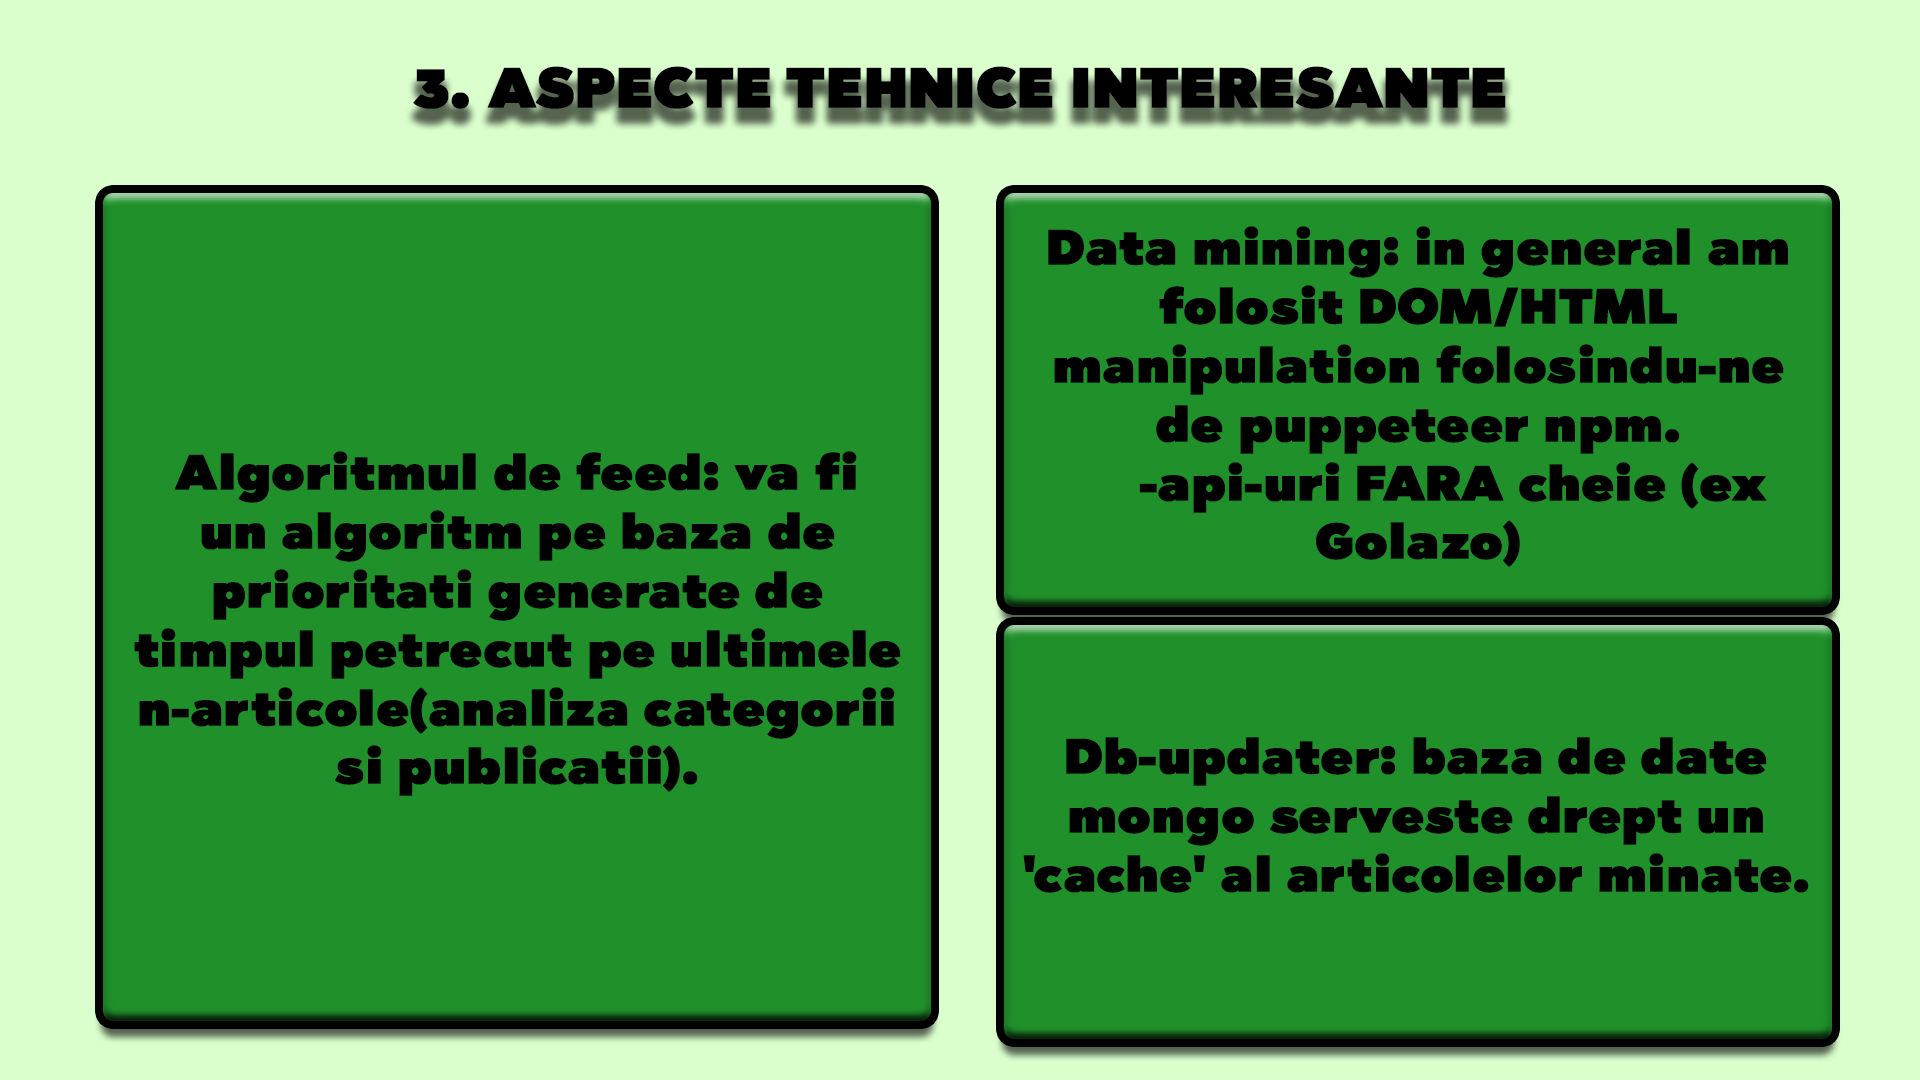 3. ASPECTE TEHNICE INTERESANTE
Algoritmul de feed: va fi
un algoritm pe baza de
prioritati generate de
timpul petrecut pe ultimele
n-articole(analiza categorii
si publicatii).
Data mining: in general am
folosit DOM/HTML
manipulation folosindu-ne
de puppeteer npm.
-api-uri FARA cheie (ex
Golazo)
Db-updater: baza de date
mongo serveste drept un
'cache' al articolelor minate.